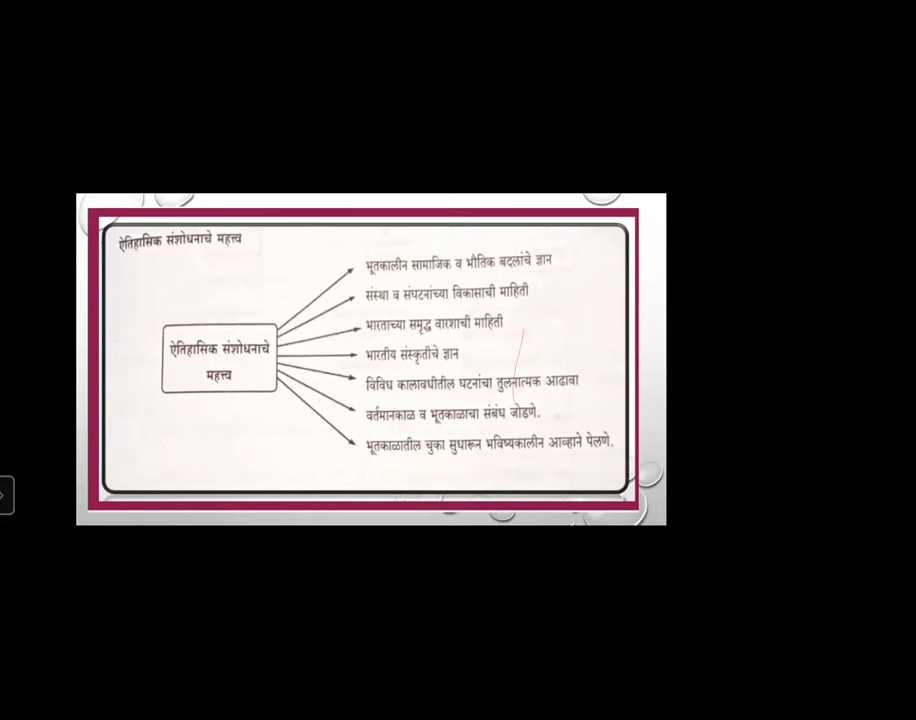 ऐतिहासिक संशोधनाचे महत्त्व
भूतकालीन सामाजिक व भौतिक बदलांचे ज्ञान
संस्था व संघटनांच्या विकासाची माहिती
भारताच्या समृद्ध वारशाची माहिती
ऐतिहासिक संशोधनाचे
महत्त्व
भारतीय संस्कृतीचे ज्ञान
विविध कालावधीतील घटनांचा तुलनात्मक आढावा
वर्तमानकाळ व भूतकाळाचा संबंध जोडणे.
भूतकाळातील चुका सुधारून भविष्यकालीन आव्हाने पेलणे.